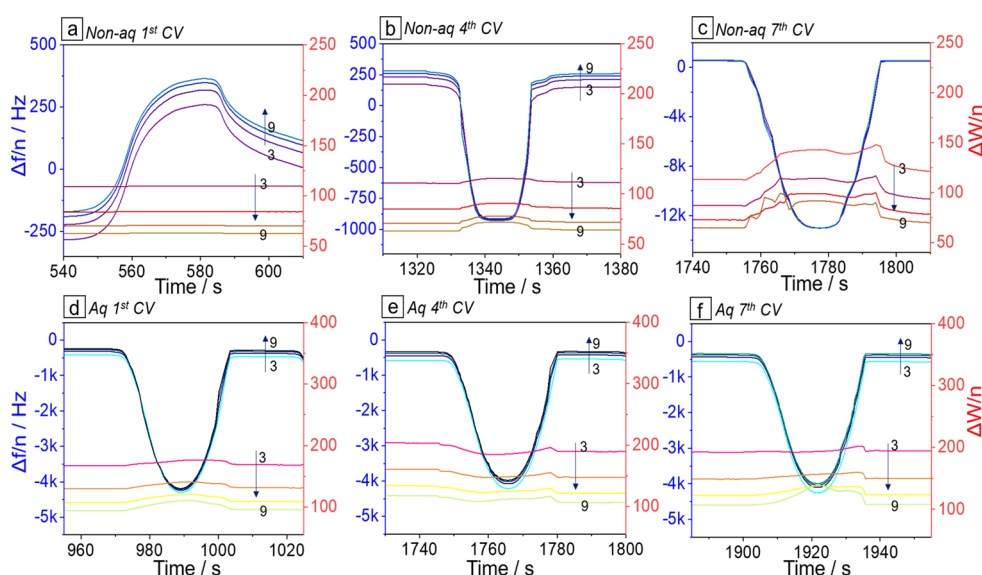 a Non-aq 1st CV
500
250
0
-250
250
200
150
100
50
9
3
3
9
540 560 580 600
Time / s
Δf/n / Hz
b Non-aq 4th CV
500
250
0
-250
-500
-750
-1000
250
200
150
100
50
9
3
3
9
1320 1340 1360 1380
Time / s
c Non-aq 7th CV
0
-4k
-8k
-12k
250
200
150
100
50
3
9
1740 1760 1780 1800
Time / s
ΔW/n
d Aq 1st CV
0
-1k
-2k
-3k
-4k
-5k
400
300
200
100
9
3
3
9
960 980 1000 1020
Time / s
Δf/n / Hz
e Aq 4th CV
0
-1k
-2k
-3k
-4k
-5k
400
300
200
100
9
3
3
9
1740 1760 1780 1800
Time / s
f Aq 7th CV
0
-1k
-2k
-3k
-4k
-5k
400
300
200
100
9
3
3
9
1900 1920 1940
Time / s
ΔW/n